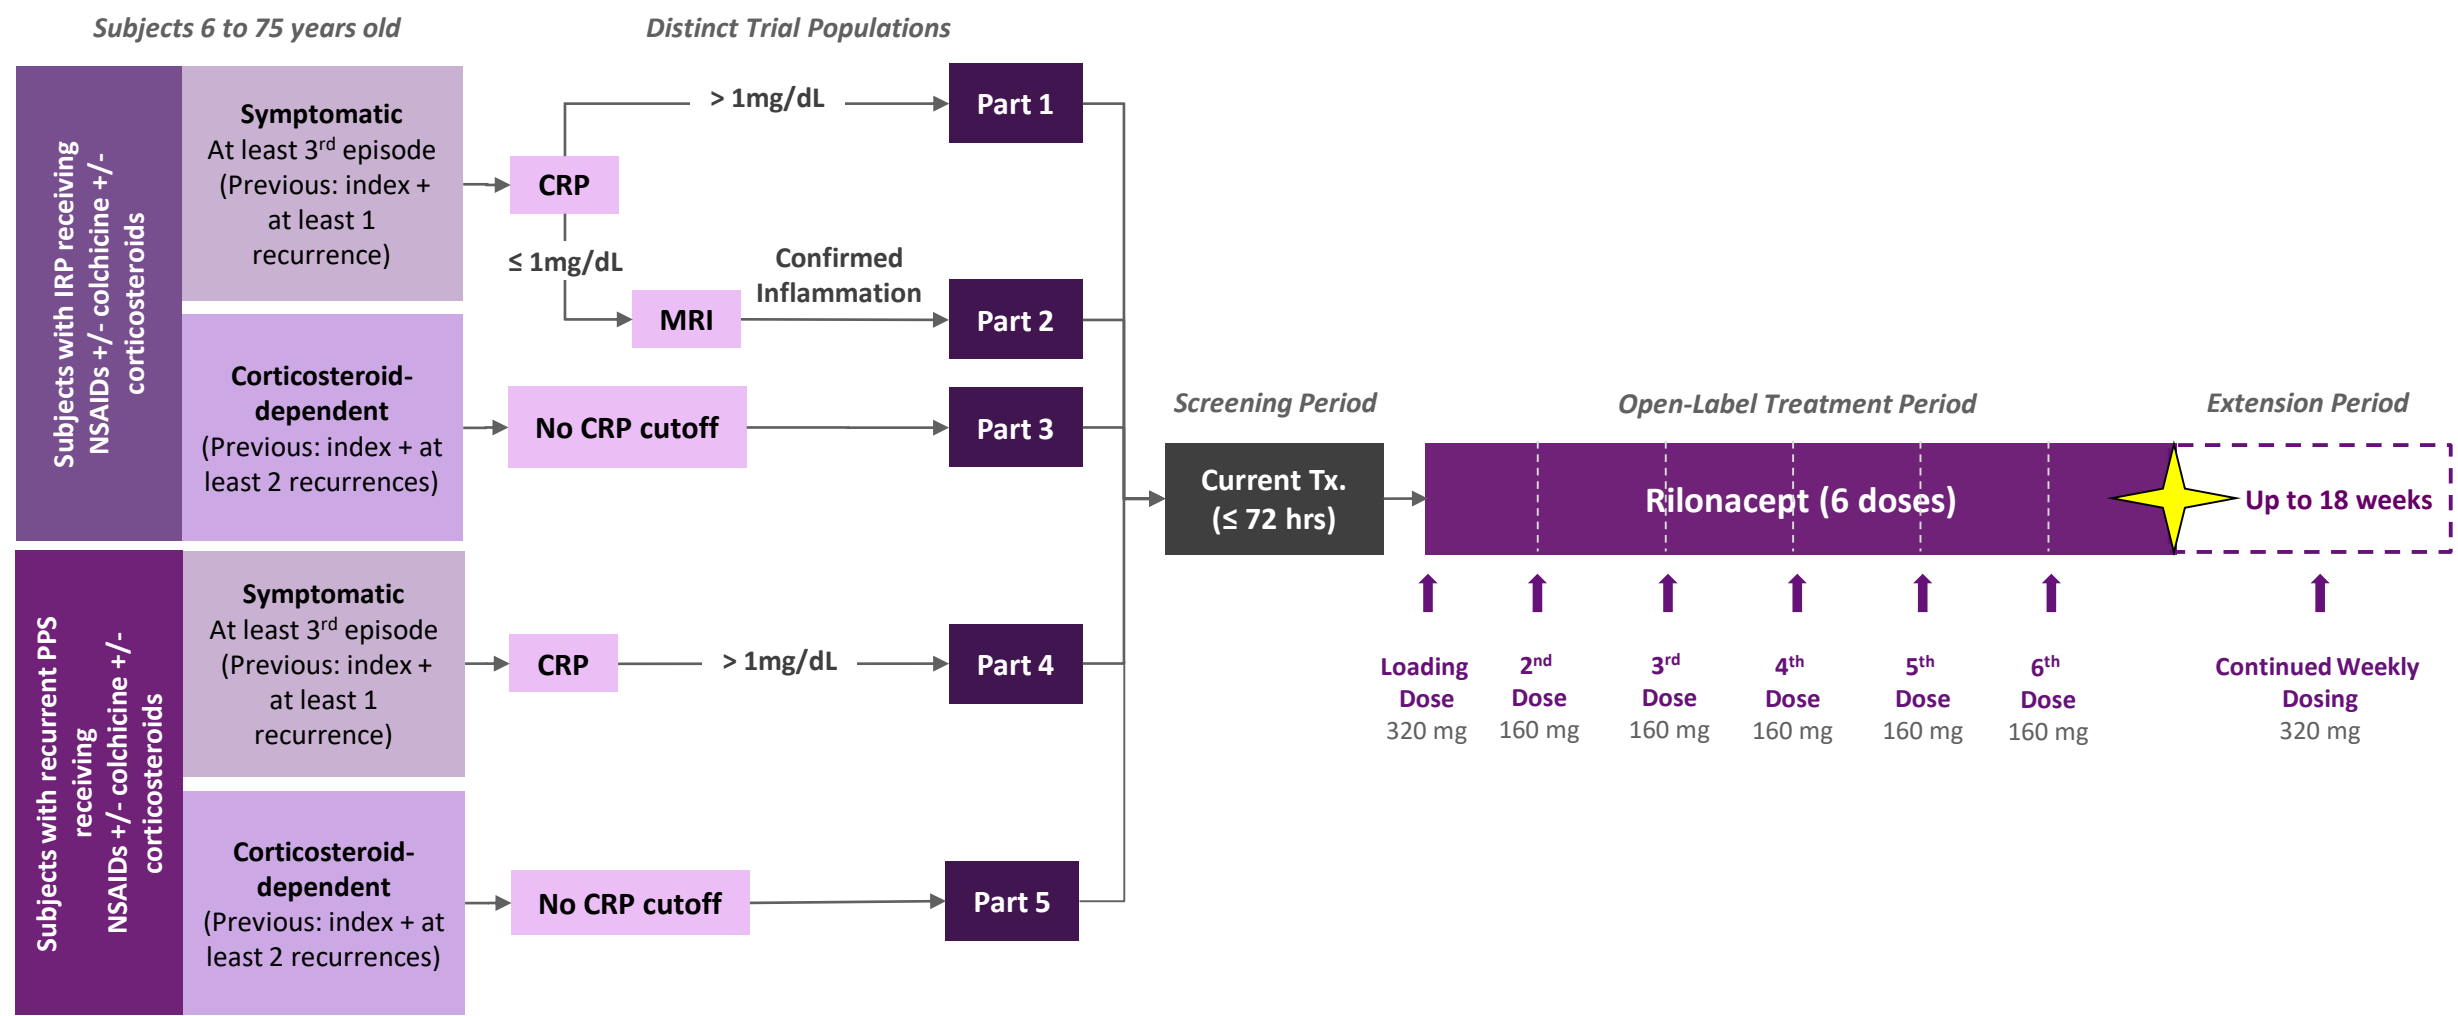 Subjects 6 to 75 years old
Distinct Trial Populations
Subjects with IRP receiving
NSAIDs +/- colchicine +/-
corticosteroids
Symptomatic
At least 3rd episode
(Previous: index +
at least 1
recurrence)
CRP
> 1mg/dL
Part 1
≤ 1mg/dL
MRI
Confirmed
Inflammation
Part 2
Corticosteroid-
dependent
(Previous: index + at
least 2 recurrences)
No CRP cutoff
Part 3
Subjects with recurrent PPS
receiving
NSAIDs +/- colchicine +/-
corticosteroids
Symptomatic
At least 3rd episode
(Previous: index +
at least 1
recurrence)
CRP
> 1mg/dL
Part 4
Corticosteroid-
dependent
(Previous: index + at
least 2 recurrences)
No CRP cutoff
Part 5
Screening Period
Current Tx.
(≤ 72 hrs)
Open-Label Treatment Period
Rilonacept (6 doses)
Extension Period
Up to 18 weeks
Loading
Dose
320 mg
2nd
Dose
160 mg
3rd
Dose
160 mg
4th
Dose
160 mg
5th
Dose
160 mg
6th
Dose
160 mg
Continued Weekly
Dosing
320 mg